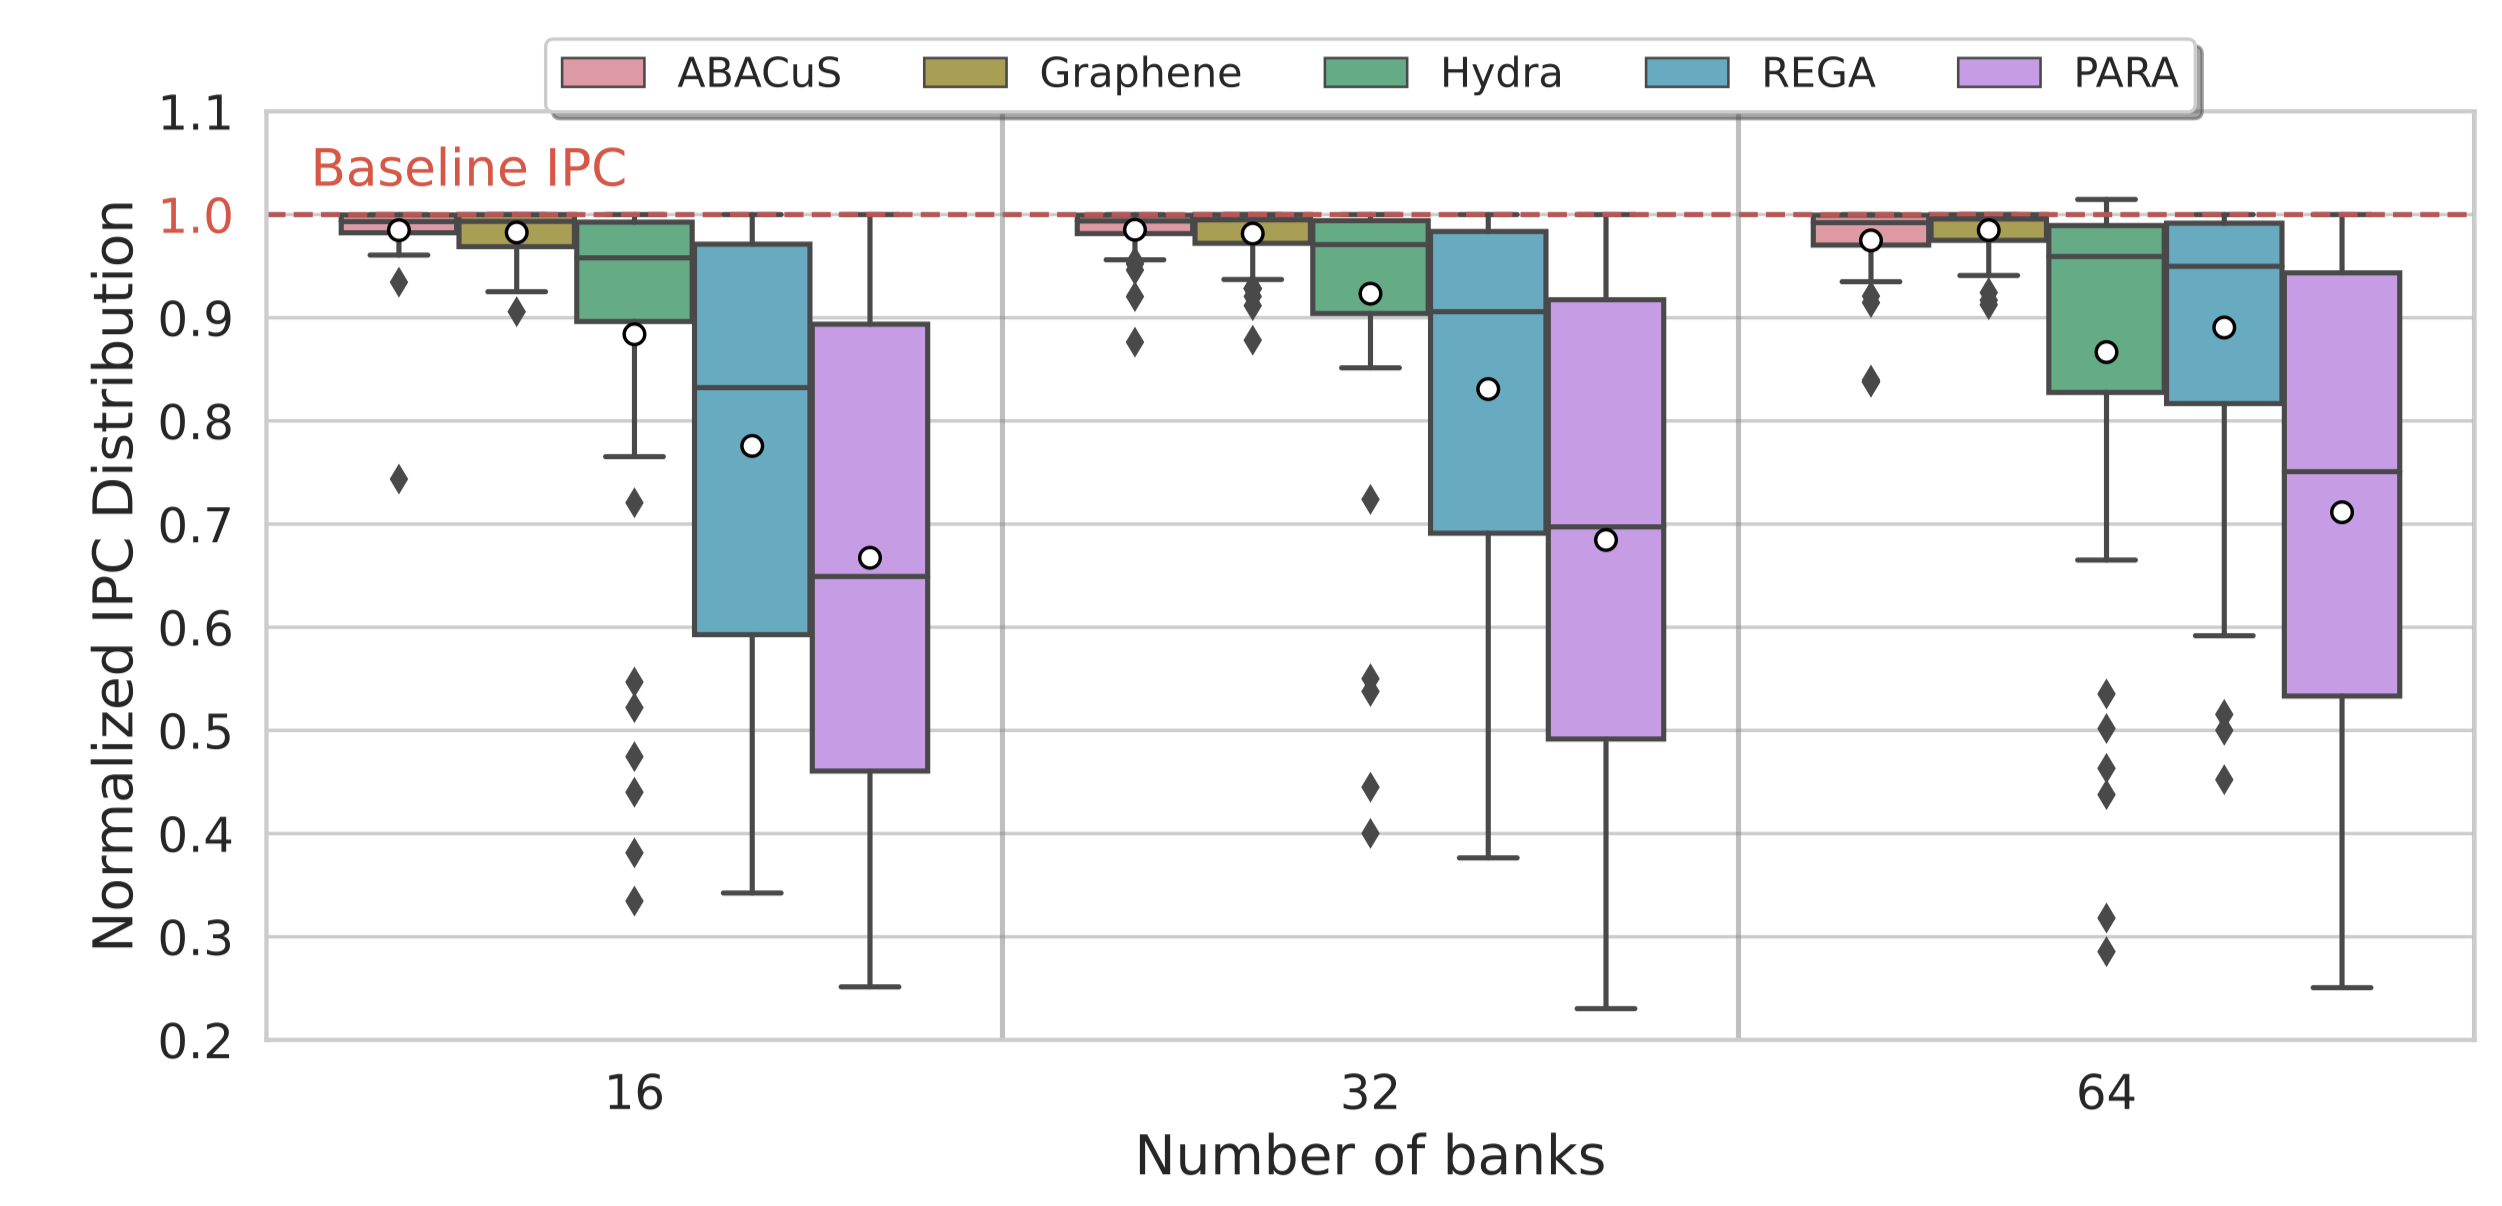 ABACuS Graphene Hydra REGA PARA
Baseline IPC
Normalized IPC Distribution
1.1
1.0
0.9
0.8
0.7
0.6
0.5
0.4
0.3
0.2
16 32 64
Number of banks